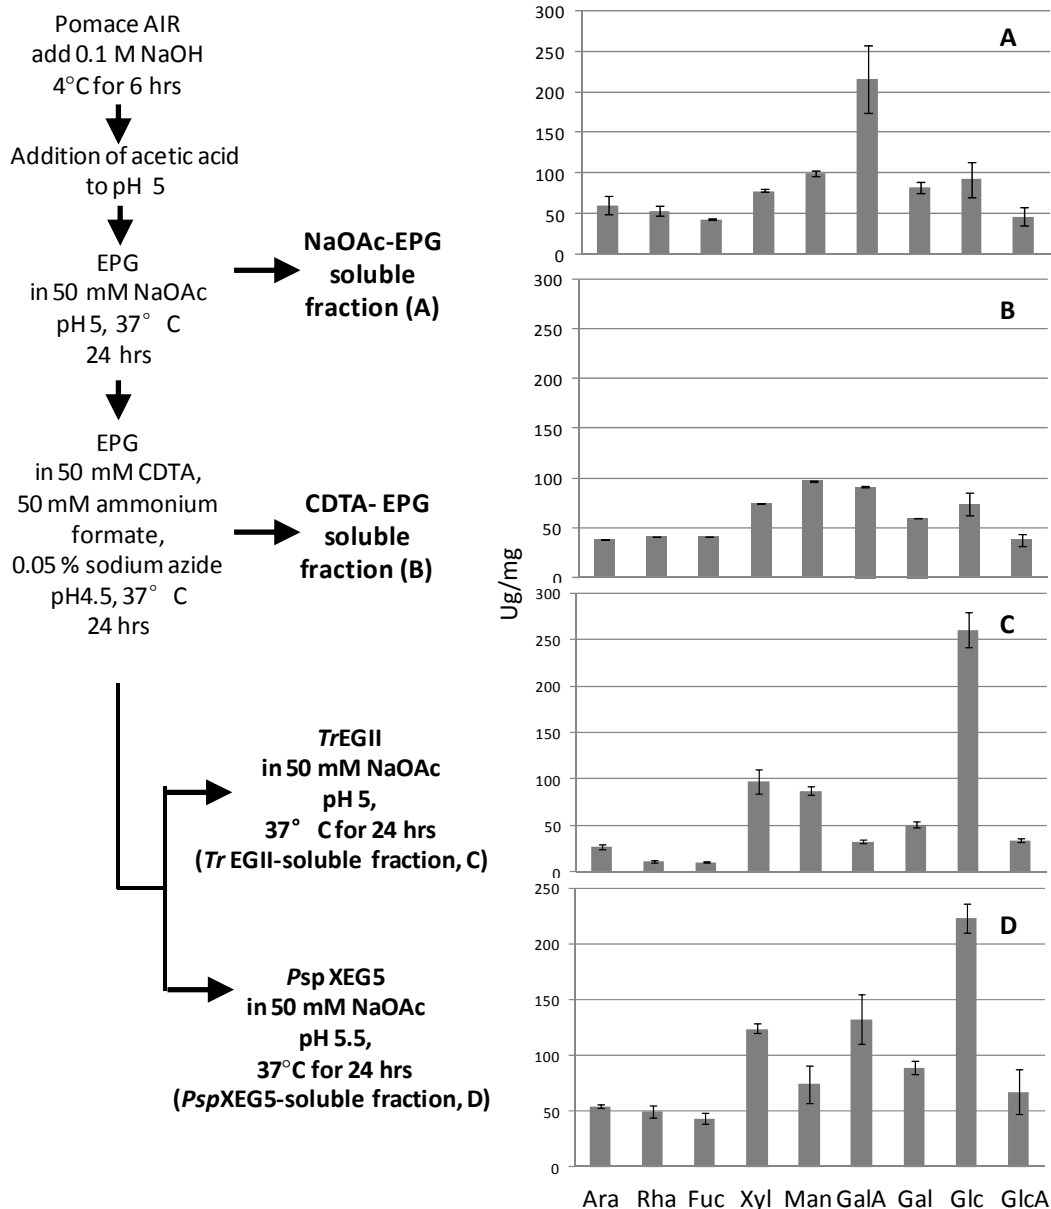 Pomace AIR
add 0.1 M NaOH
4°C for 6 hrs
Addition of acetic acid
to pH 5
EPG
in 50 mM NaOAc
pH 5, 37° C
24 hrs
NaOAc-EPG
soluble
fraction (A)
EPG
in 50 mM CDTA,
50 mM ammonium
formate,
0.05 % sodium azide
pH4.5, 37° C
24 hrs
CDTA- EPG
soluble
fraction (B)
TrEGII
in 50 mM NaOAc
pH 5,
37° C for 24 hrs
(Tr EGII-soluble fraction, C)
Psp XEG5
in 50 mM NaOAc
pH 5.5,
37°C for 24 hrs
(PspXEG5-soluble fraction, D)
Ug/mg
300
250
200
150
100
50
0
A
300
250
200
150
100
50
0
B
300
250
200
150
100
50
0
C
250
200
150
100
50
0
D
Ara Rha Fuc Xyl Man GalA Gal Glc GlcA